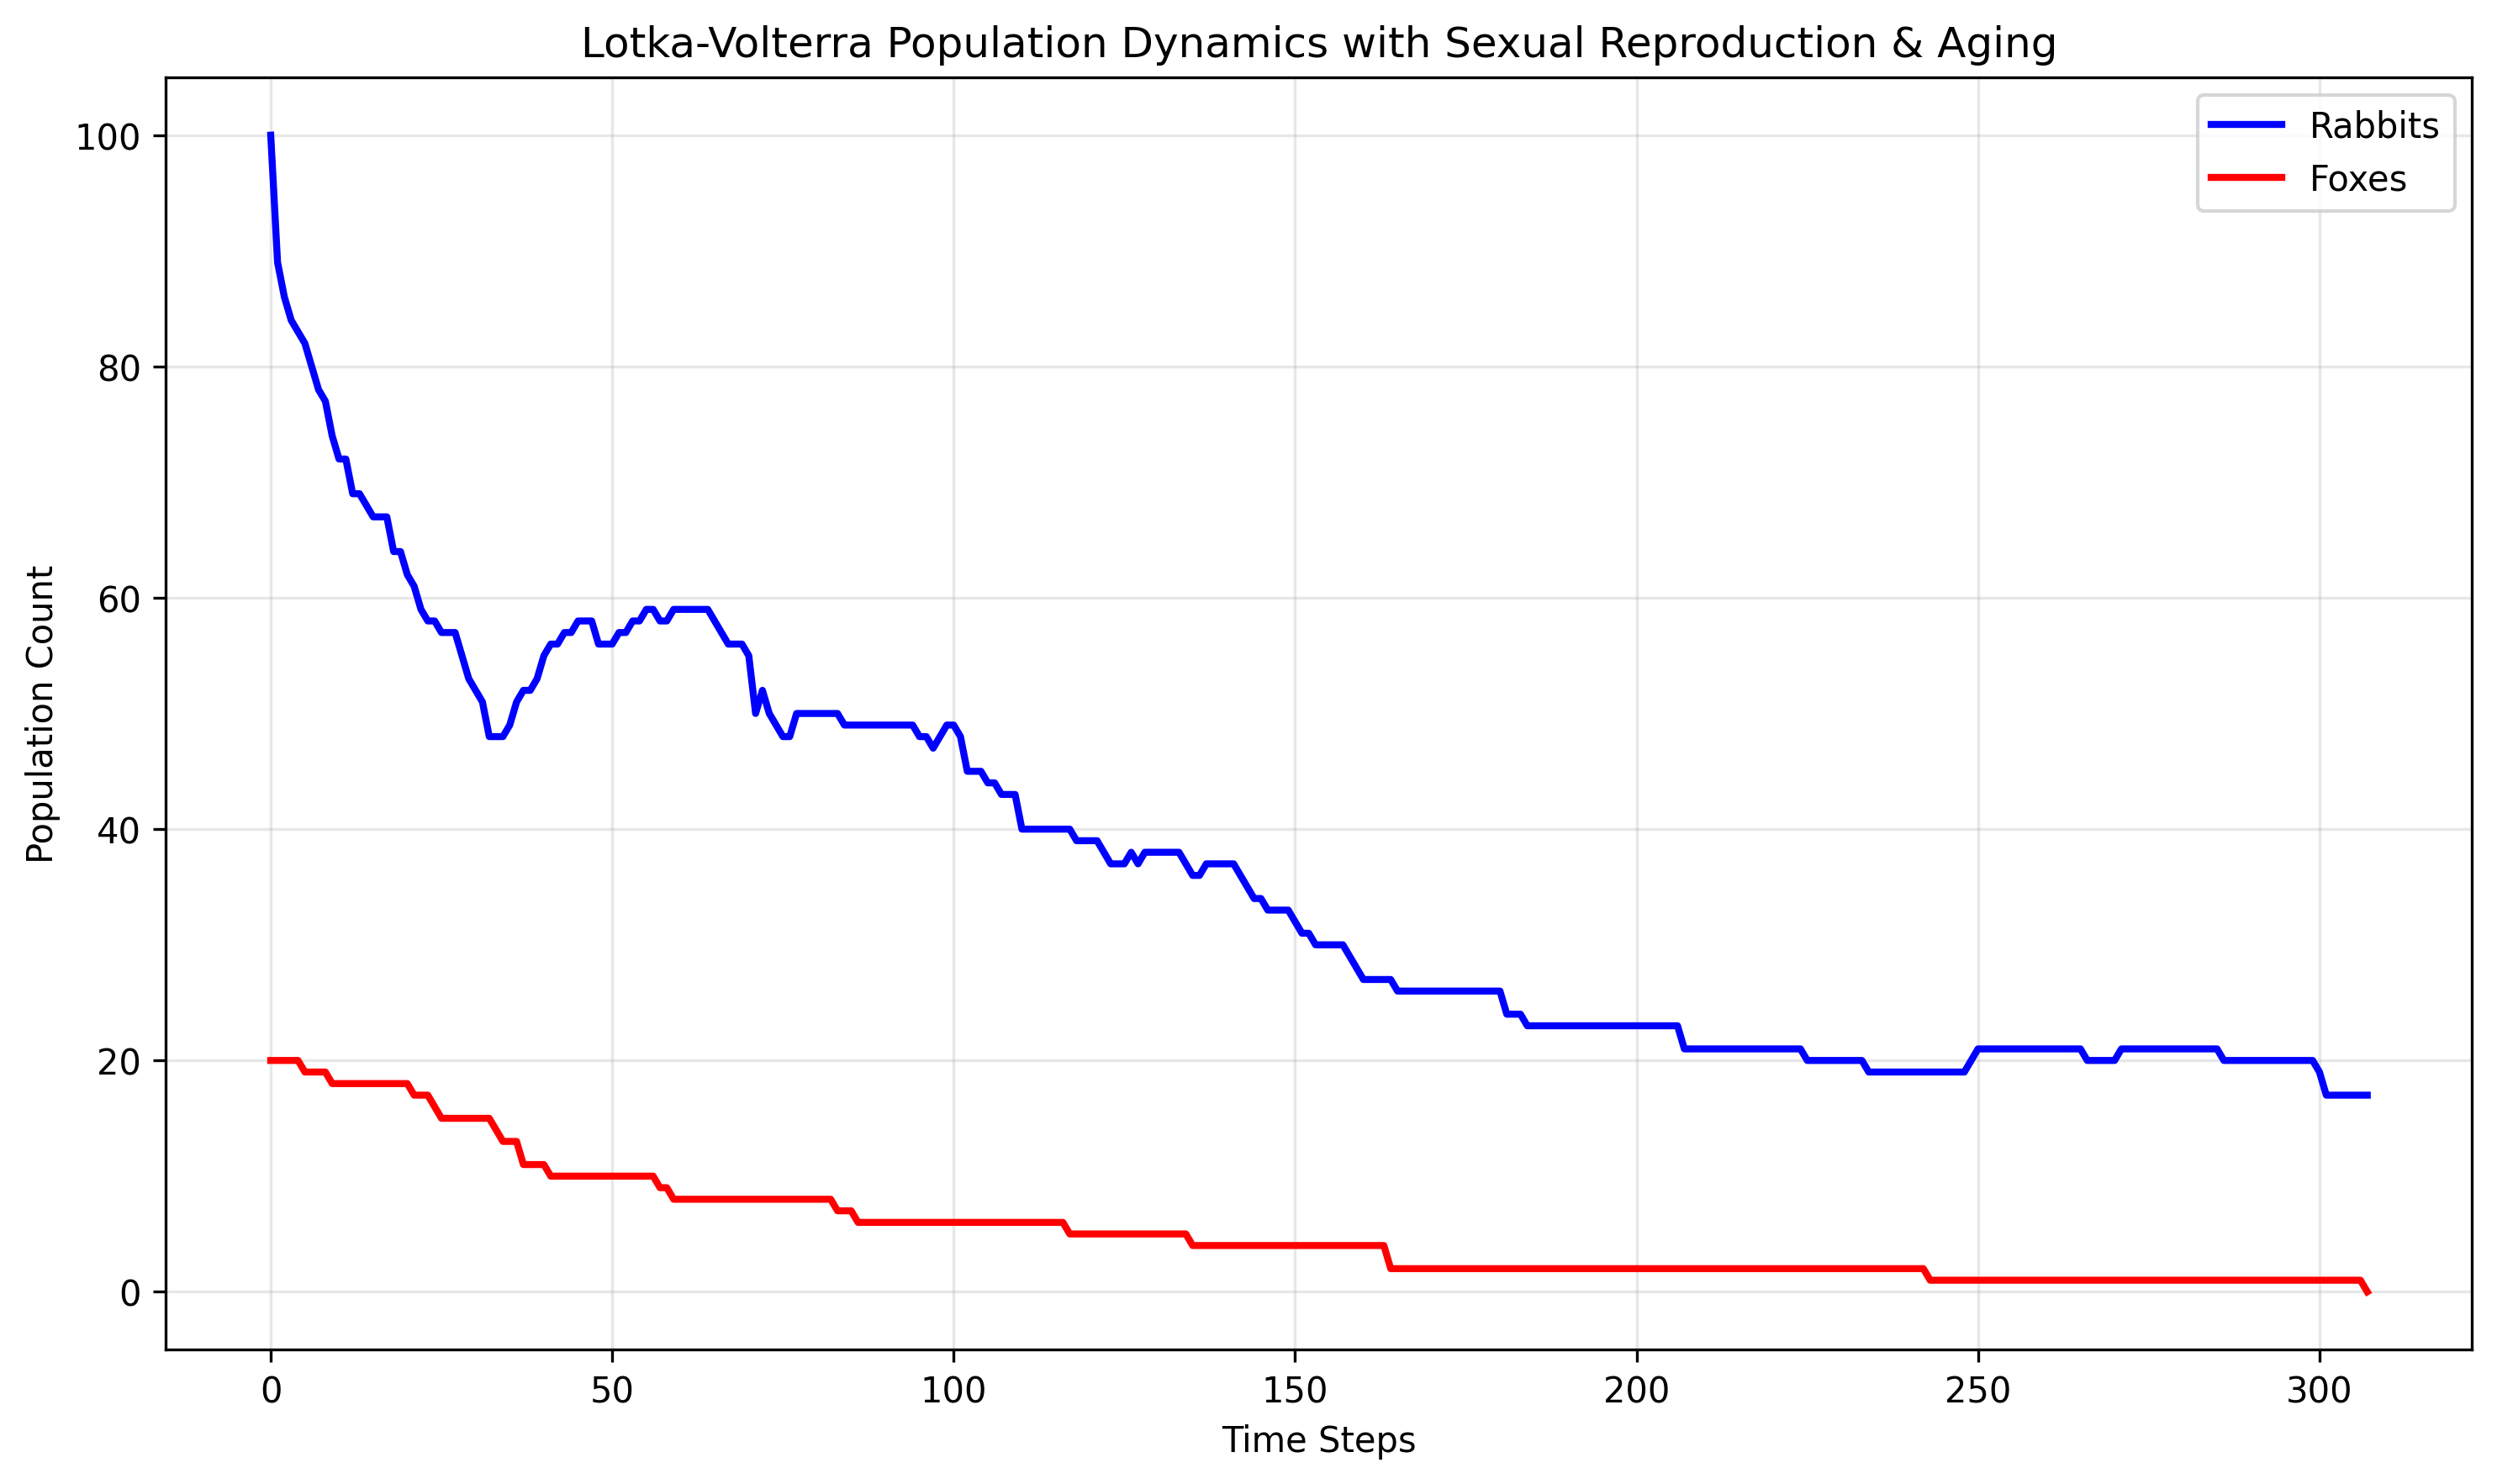 Lotka-Volterra Population Dynamics with Sexual Reproduction & Aging
Rabbits
Foxes
Population Count
100
80
60
40
20
0
0 50 100 150 200 250 300
Time Steps